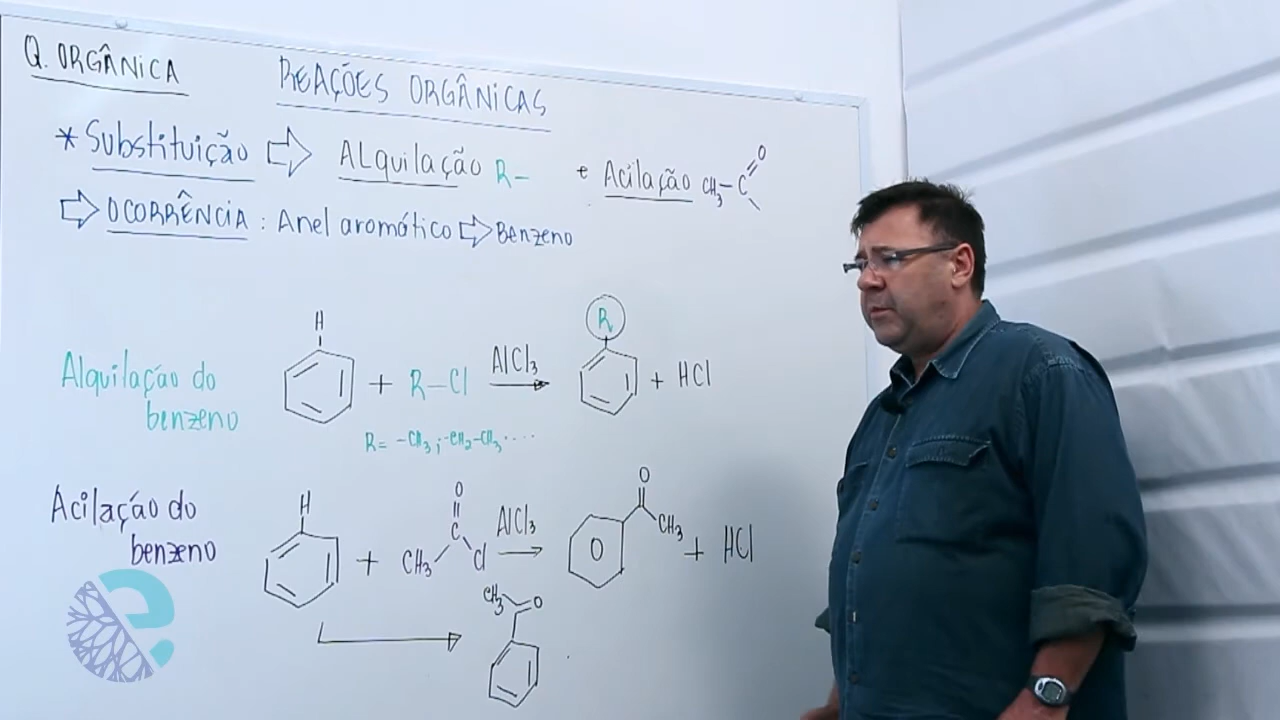 Q. ORGÂNICA
REAÇÕES ORGÂNICAS
* Substituição ⇨ ALquilação R- e Acilação CH3-C O
⇨ OCORRÊNCIA : Anel aromático ⇨ Benzeno
Alquilação do
benzeno
H
+ R-Cl AlCl3
R
+ HCl
R= -CH3; -CH2-CH3 ....
Acilação do
benzeno
H
+ CH3 C O Cl AlCl3
O
O CH3 + HCl
CH3 O
e